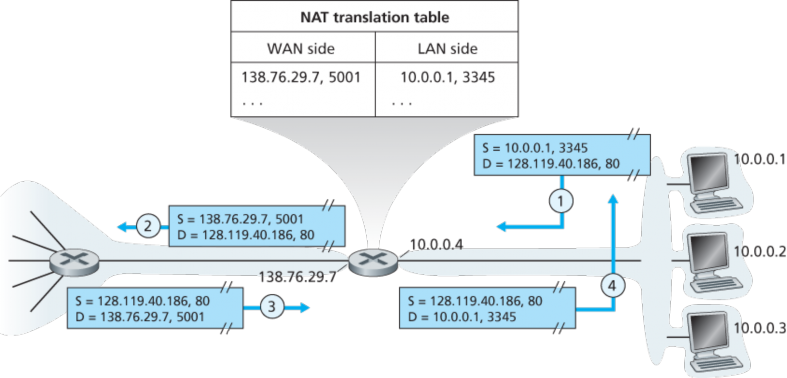 NAT translation table
WAN side LAN side
138.76.29.7, 5001 10.0.0.1, 3345
. . . . . .
S = 10.0.0.1, 3345
D = 128.119.40.186, 80
10.0.0.1
1
S = 138.76.29.7, 5001
D = 128.119.40.186, 80
2
10.0.0.4
10.0.0.2
138.76.29.7
4
S = 128.119.40.186, 80
D = 138.76.29.7, 5001
3
S = 128.119.40.186, 80
D = 10.0.0.1, 3345
10.0.0.3